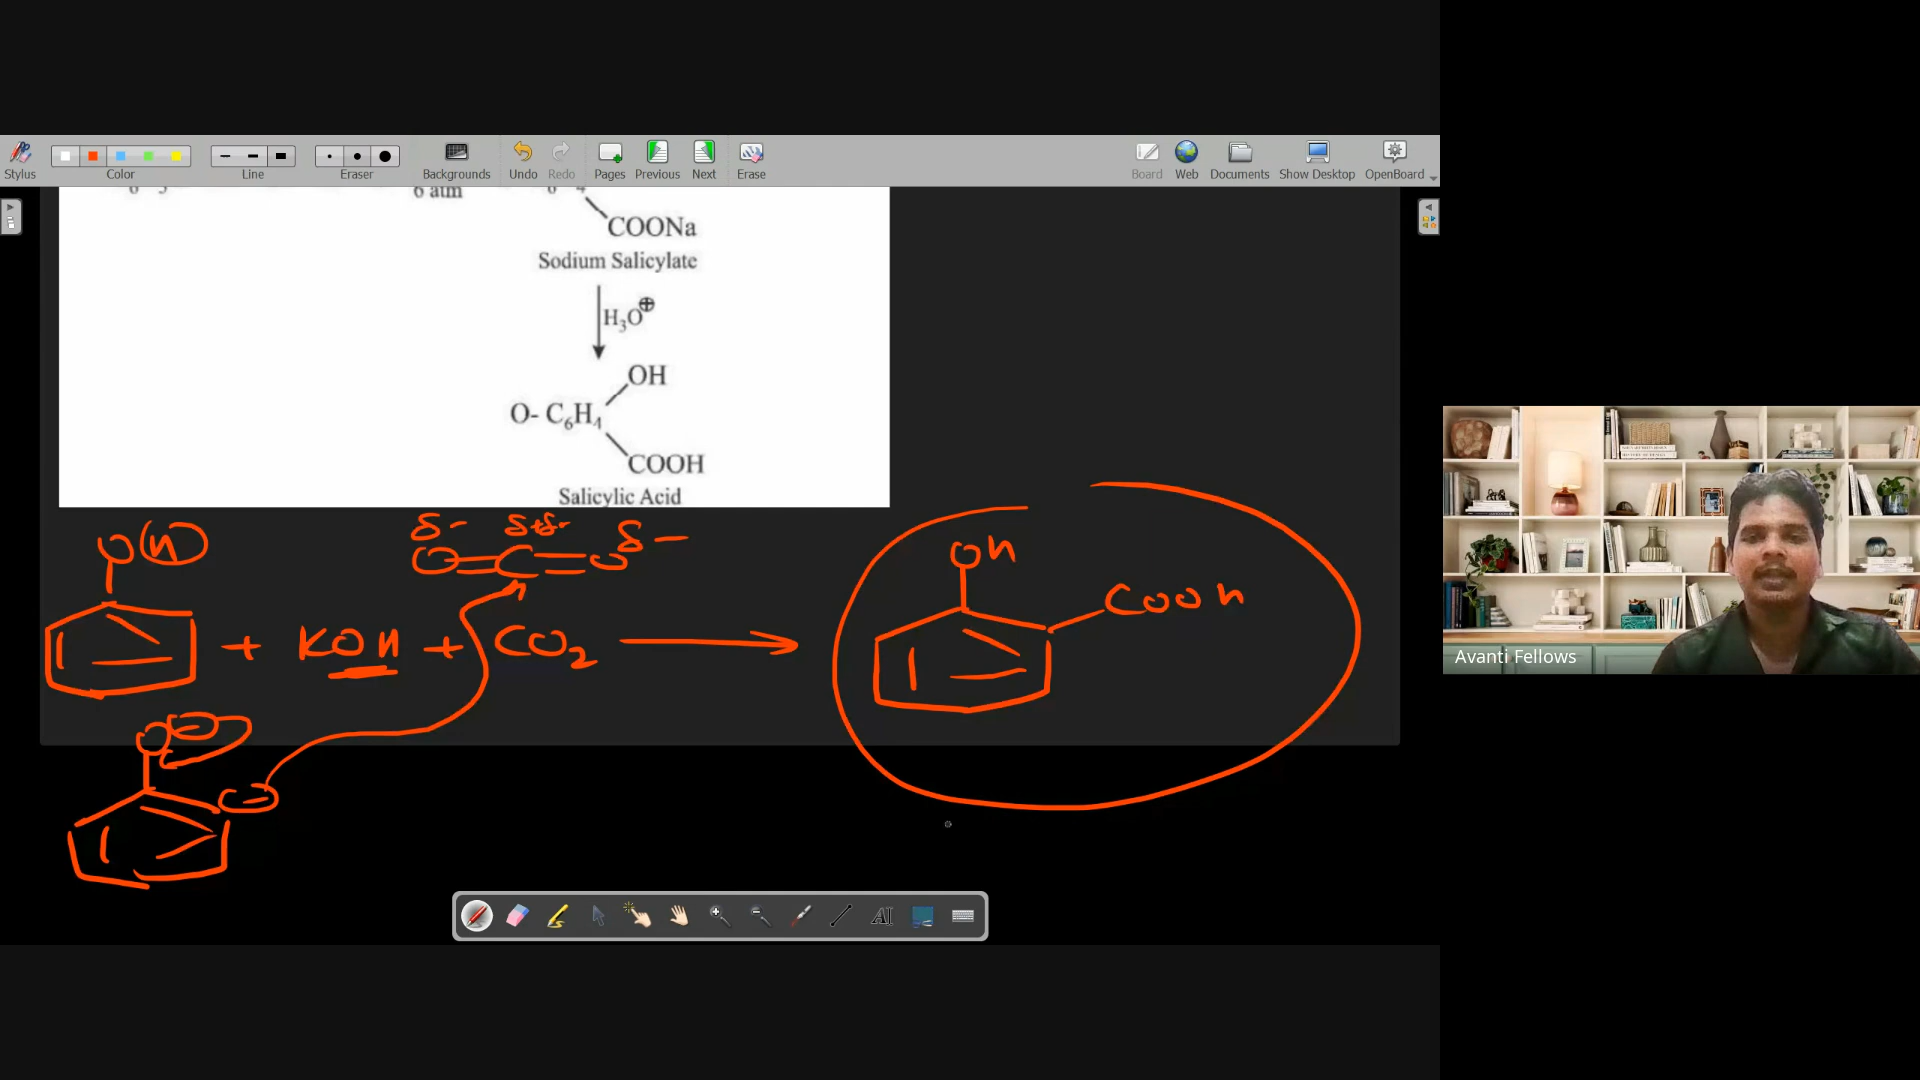 Stylus
Color
Line
Eraser
Backgrounds
Undo
Redo
Pages
Previous
Next
Erase
Board
Web
Documents
Show Desktop
OpenBoard
6 atm
COONa
Sodium Salicylate
H₃O⊕
OH
O- C₆H₄
COOH
Salicylic Acid
OH
δ- δ+ δ- δ-
O=C=O
+ KOH + CO₂
OH
COOH
O⊖
⊖
AI
Avanti Fellows